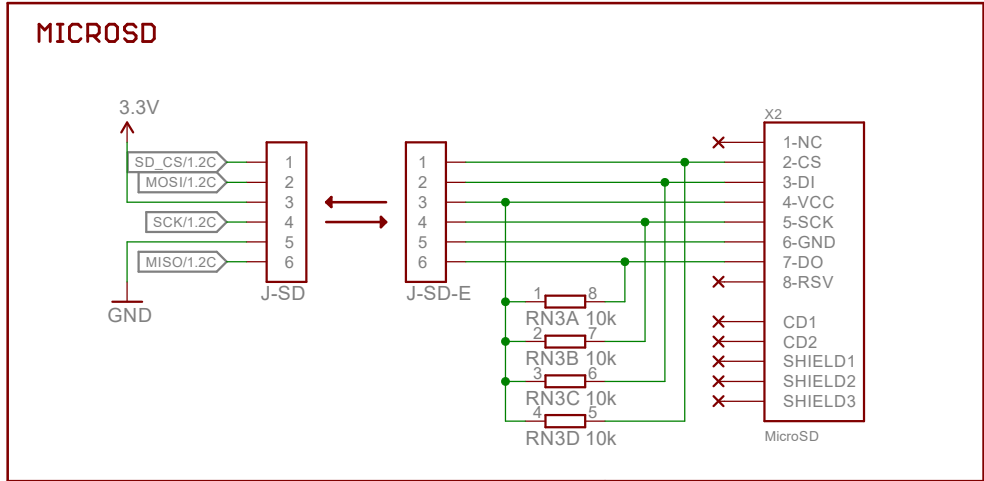 MICROSD
3.3V
SD_CS/1.2C
MOSI/1.2C
SCK/1.2C
MISO/1.2C
GND
1
2
3
4
5
6
J-SD
1
2
3
4
5
6
J-SD-E
1 8
RN3A 10k
2 7
RN3B 10k
3 6
RN3C 10k
4 5
RN3D 10k
X2
1-NC
2-CS
3-DI
4-VCC
5-SCK
6-GND
7-DO
8-RSV
CD1
CD2
SHIELD1
SHIELD2
SHIELD3
MicroSD